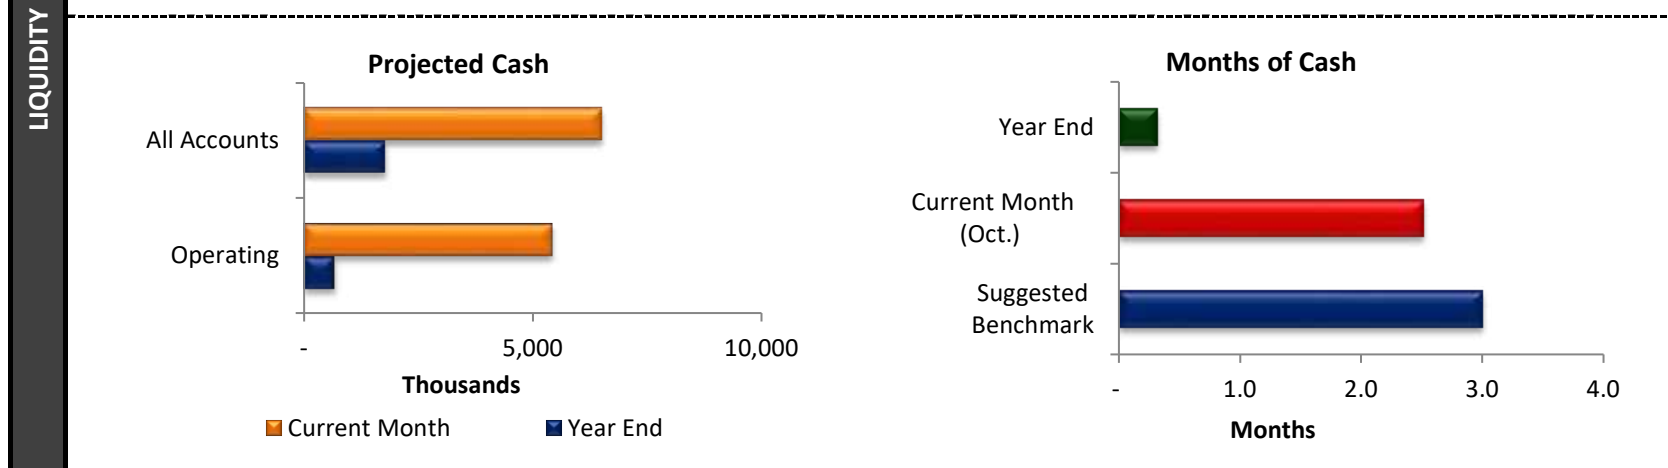 LIQUIDITY
Projected Cash
All Accounts
Operating
-
5,000
10,000
Thousands
Current Month
Year End
Months of Cash
Year End
Current Month
(Oct.)
Suggested
Benchmark
-
1.0
2.0
3.0
4.0
Months